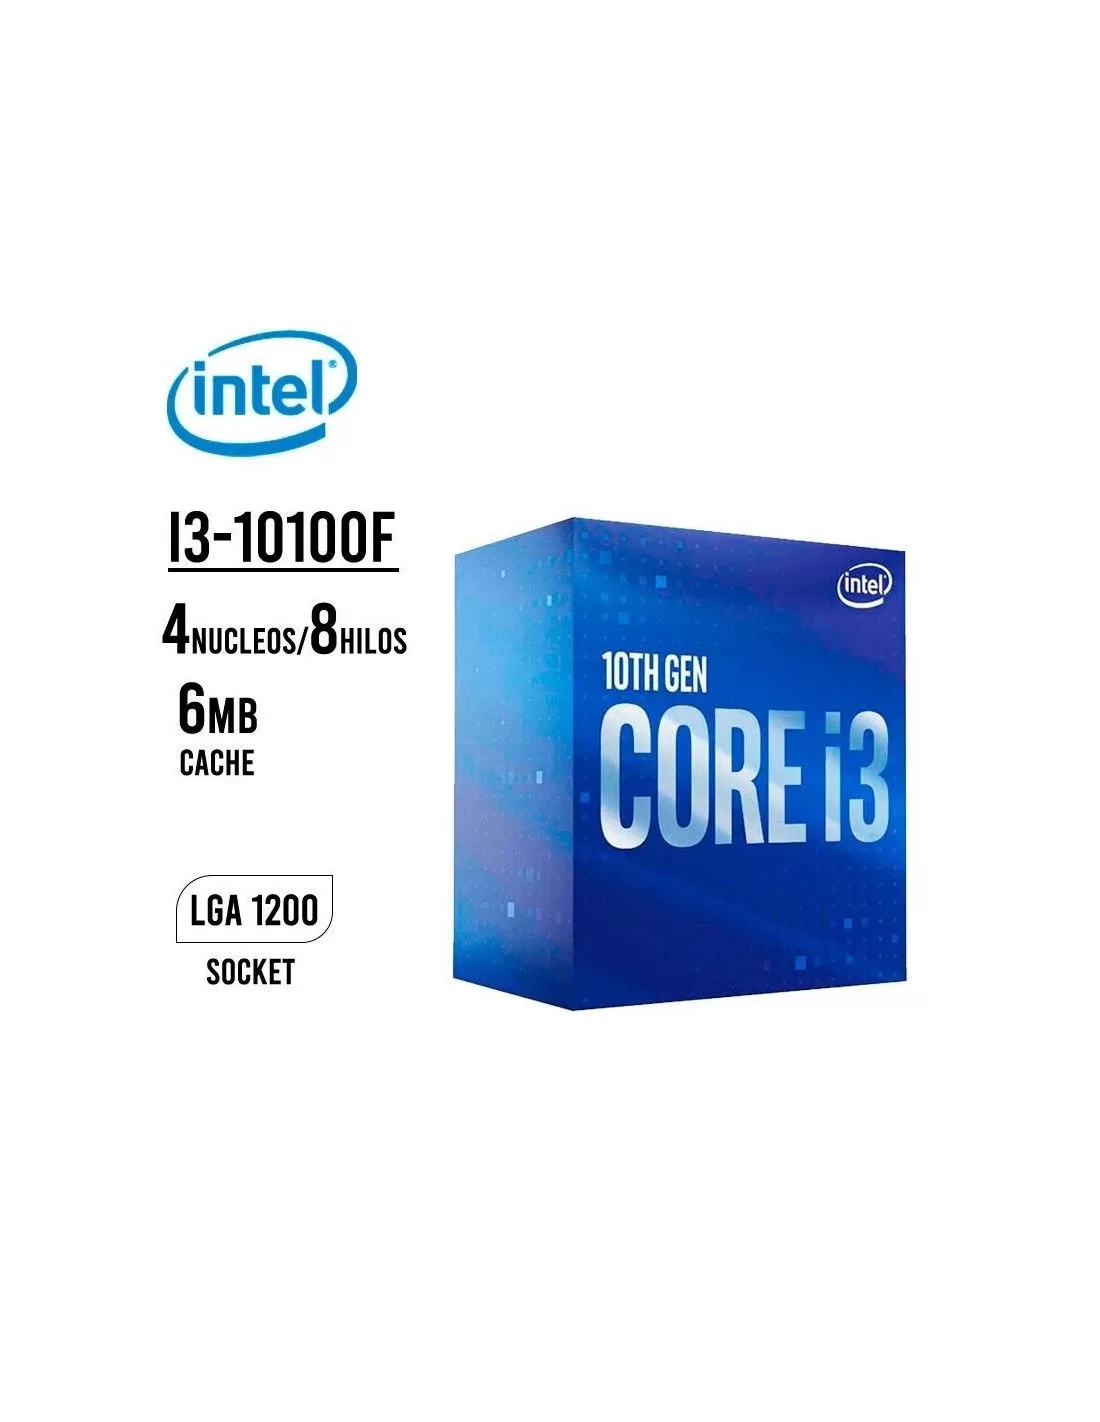 intel®
I3-10100F
4NUCLEOS/8HILOS
6MB
CACHE
LGA 1200
SOCKET
intel
10TH GEN
CORE i3